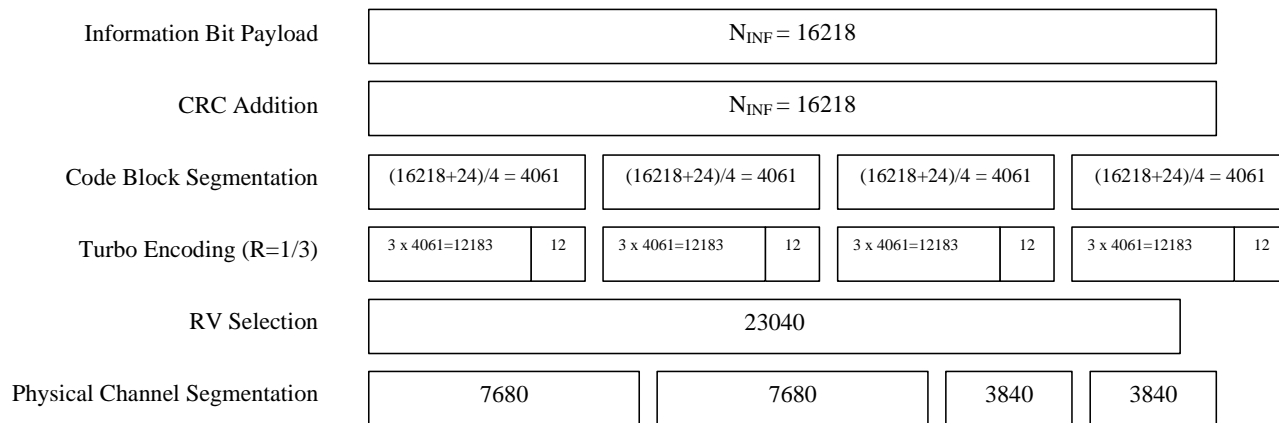 Information Bit Payload N_INF = 16218
CRC Addition N_INF = 16218
Code Block Segmentation (16218+24)/4 = 4061 (16218+24)/4 = 4061 (16218+24)/4 = 4061 (16218+24)/4 = 4061
Turbo Encoding (R=1/3) 3 x 4061=12183 12 3 x 4061=12183 12 3 x 4061=12183 12 3 x 4061=12183 12
RV Selection 23040
Physical Channel Segmentation 7680 7680 3840 3840